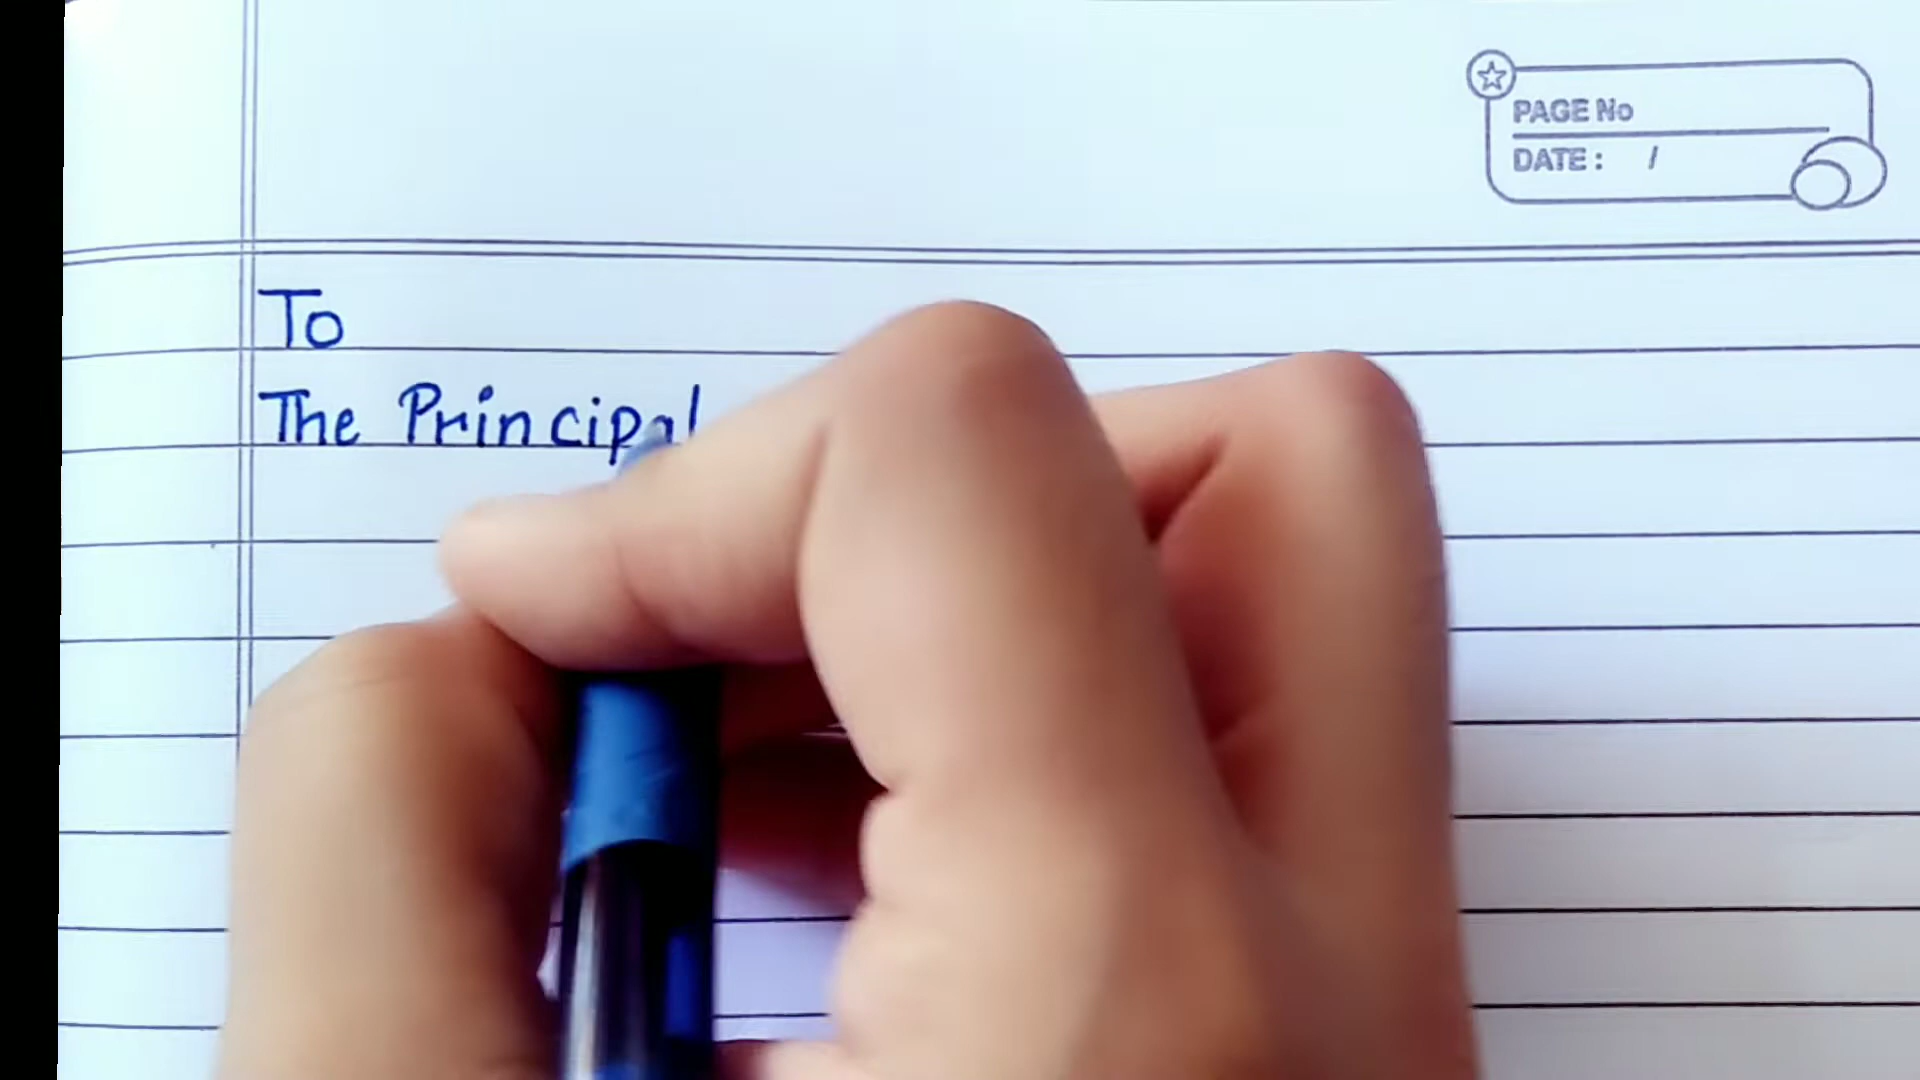 PAGE No
DATE : /
To
The Principal